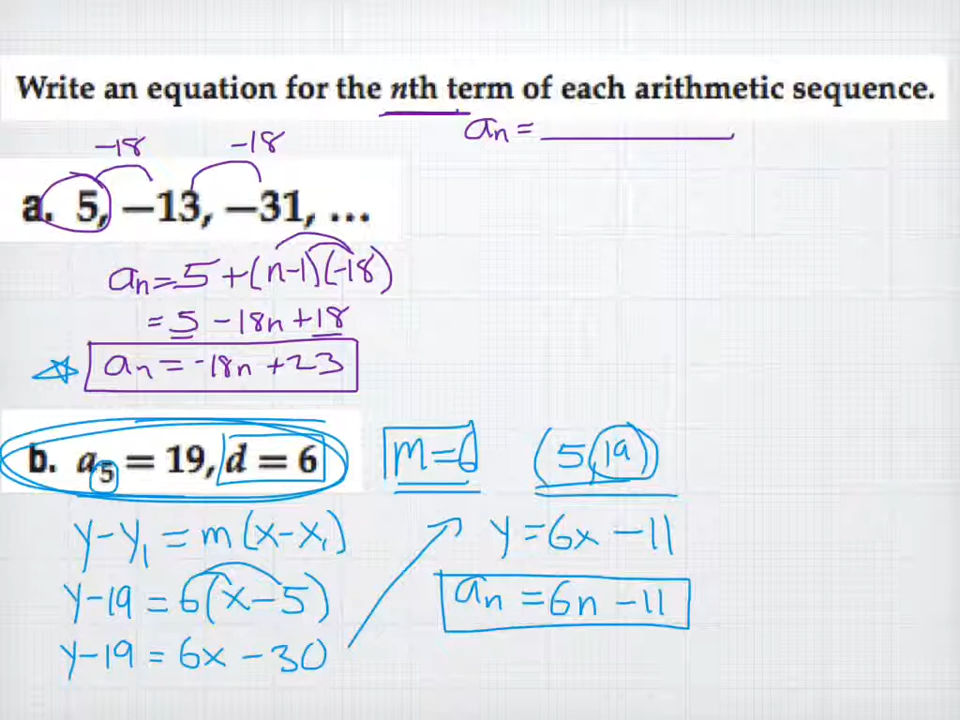 Write an equation for the nth term of each arithmetic sequence.
an = ________
-18 -18
a. 5, −13, −31, ...
an = 5 + (n-1)(-18)
= 5 - 18n + 18
an = -18n + 23
b. a5 = 19, d = 6
m=6 (5, 19)
y-y1 = m(x-x1)
y-19 = 6(x-5)
y-19 = 6x - 30
y = 6x - 11
an = 6n - 11